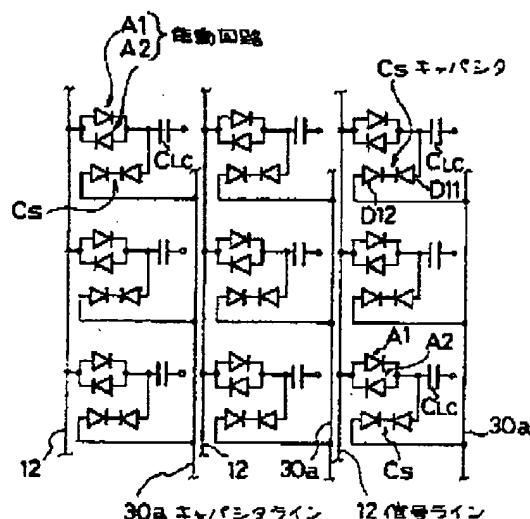 A1
A2 } 能動回路
Cs キャパシタ
CLC
CLC
Cs
D11
D12
A1
A2
CLC
Cs
12
12
30a
30a
30a キャパシタライン
12 信号ライン